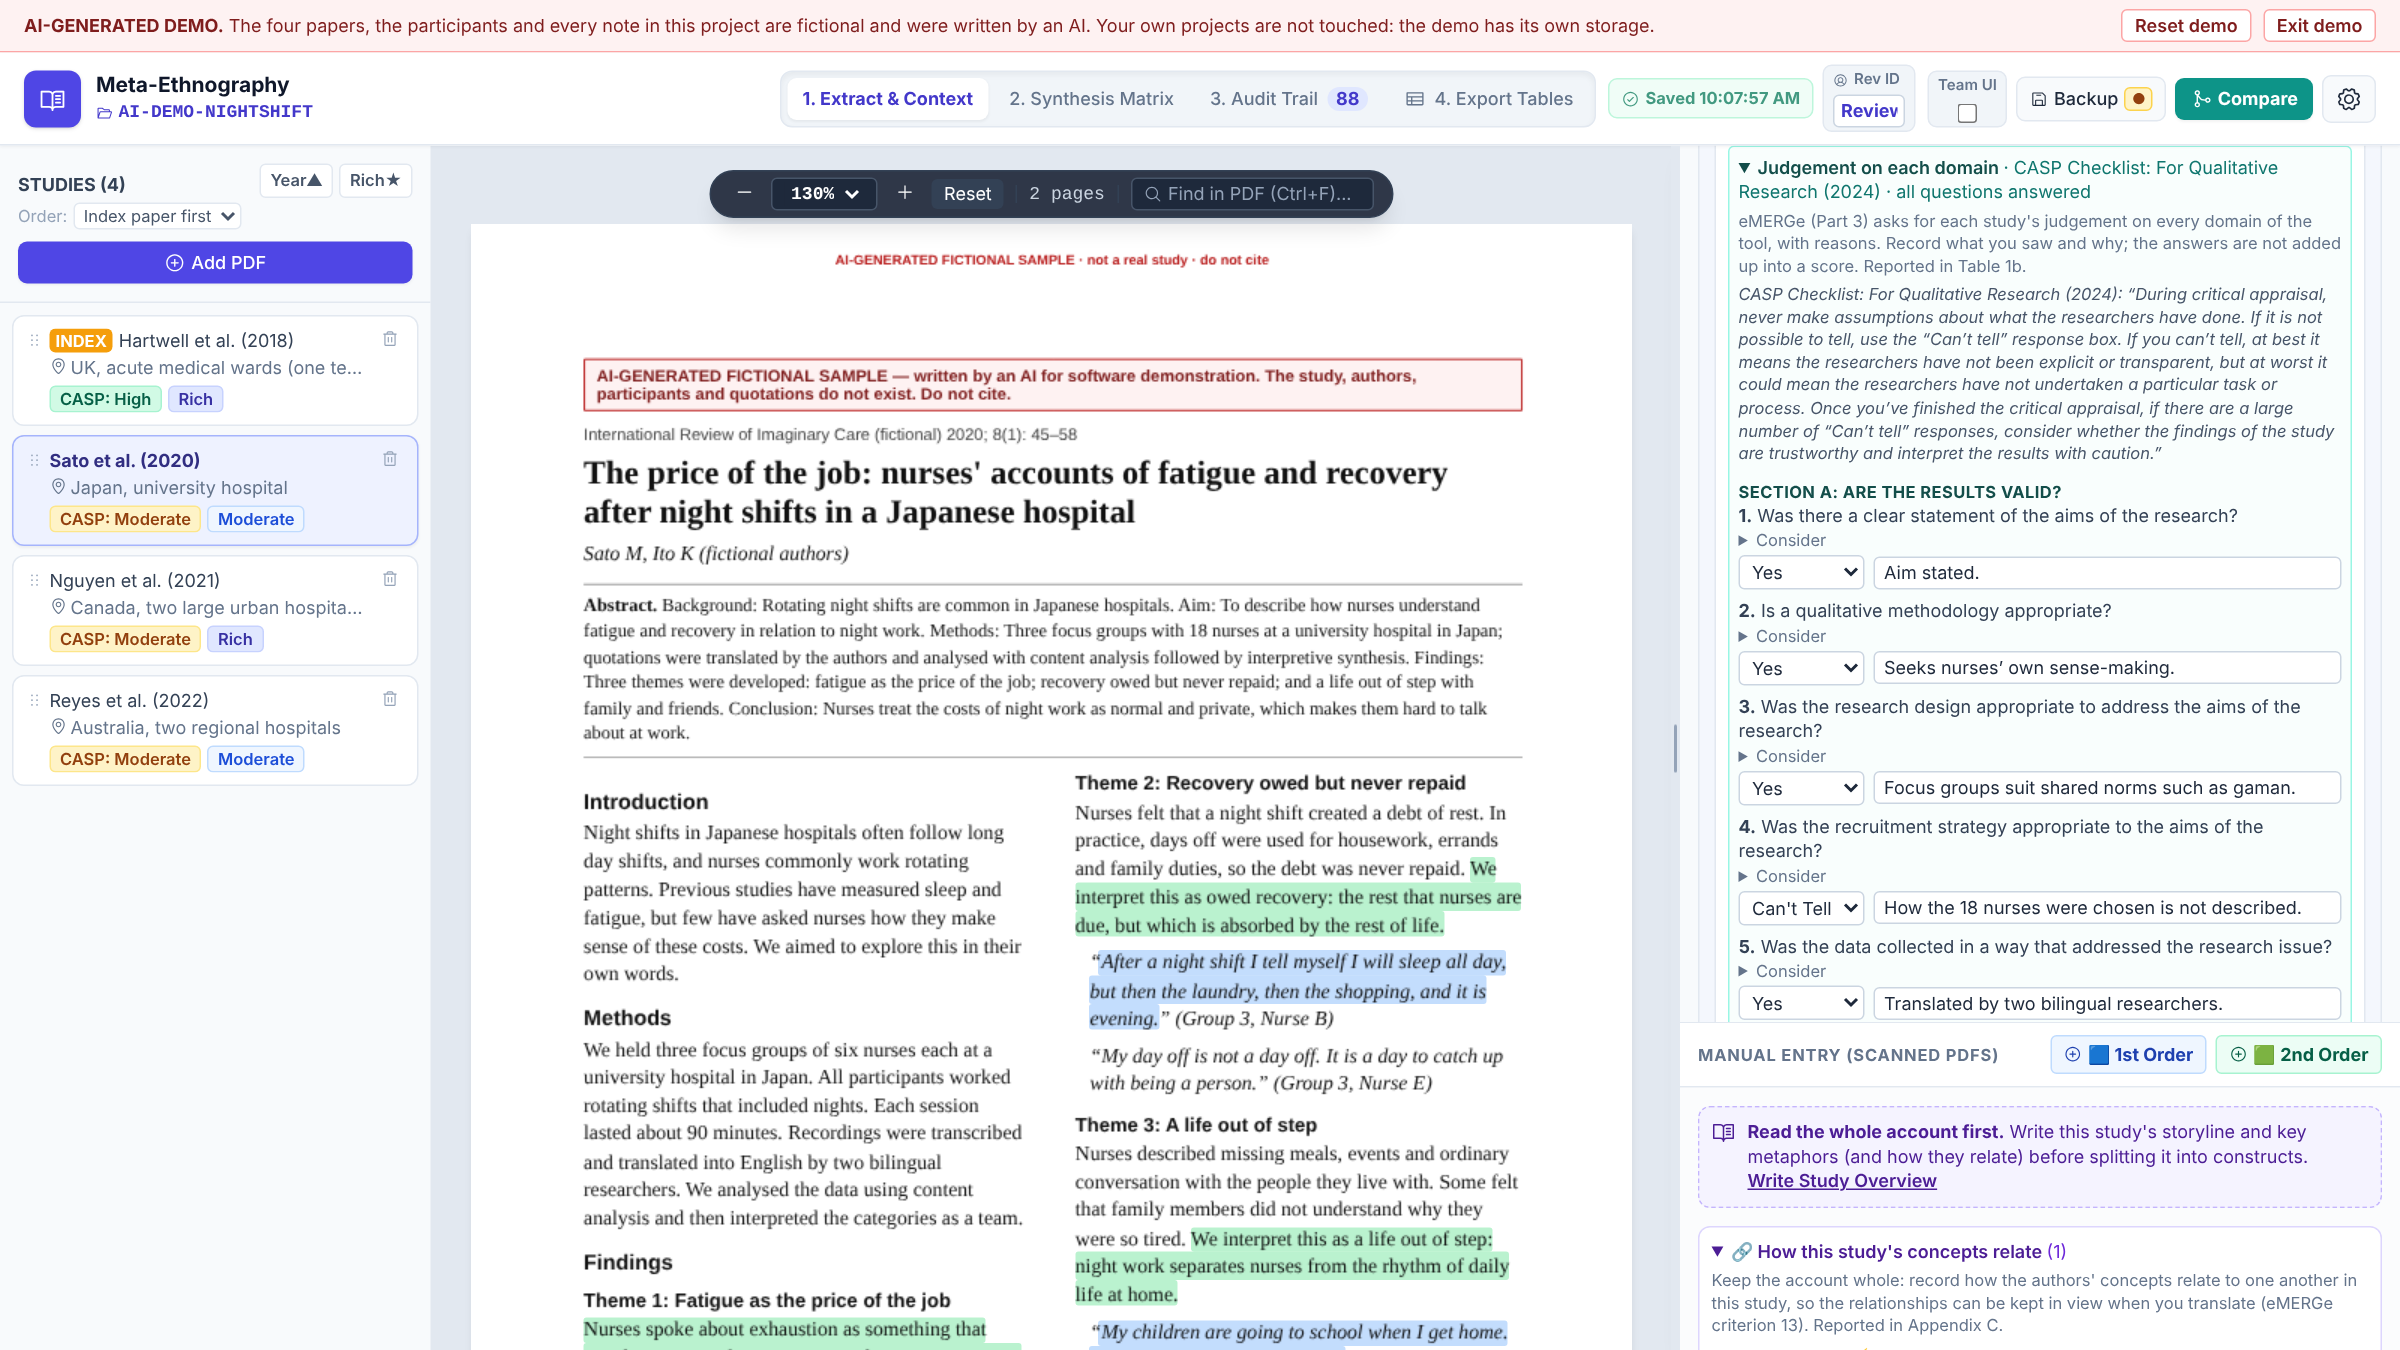 AI-GENERATED DEMO. The four papers, the participants and every note in this project are fictional and were written by an AI. Your own projects are not touched: the demo has its own storage.
Reset demo
Exit demo
Meta-Ethnography
AI-DEMO-NIGHTSHIFT
1. Extract & Context
2. Synthesis Matrix
3. Audit Trail 88
4. Export Tables
Saved 10:07:57 AM
Rev ID
Review
Team UI
Backup
Compare
STUDIES (4)
Year▲
Rich★
Order: Index paper first
Add PDF
INDEX Hartwell et al. (2018)
UK, acute medical wards (one te...
CASP: High
Rich
Sato et al. (2020)
Japan, university hospital
CASP: Moderate
Moderate
Nguyen et al. (2021)
Canada, two large urban hospita...
CASP: Moderate
Rich
Reyes et al. (2022)
Australia, two regional hospitals
CASP: Moderate
Moderate
130%
Reset
2 pages
Find in PDF (Ctrl+F)...
AI-GENERATED FICTIONAL SAMPLE · not a real study · do not cite
AI-GENERATED FICTIONAL SAMPLE — written by an AI for software demonstration. The study, authors,
participants and quotations do not exist. Do not cite.
International Review of Imaginary Care (fictional) 2020; 8(1): 45–58
The price of the job: nurses' accounts of fatigue and recovery
after night shifts in a Japanese hospital
Sato M, Ito K (fictional authors)
Abstract. Background: Rotating night shifts are common in Japanese hospitals. Aim: To describe how nurses understand
fatigue and recovery in relation to night work. Methods: Three focus groups with 18 nurses at a university hospital in Japan;
quotations were translated by the authors and analysed with content analysis followed by interpretive synthesis. Findings:
Three themes were developed: fatigue as the price of the job; recovery owed but never repaid; and a life out of step with
family and friends. Conclusion: Nurses treat the costs of night work as normal and private, which makes them hard to talk
about at work.
Introduction
Night shifts in Japanese hospitals often follow long
day shifts, and nurses commonly work rotating
patterns. Previous studies have measured sleep and
fatigue, but few have asked nurses how they make
sense of these costs. We aimed to explore this in their
own words.
Methods
We held three focus groups of six nurses each at a
university hospital in Japan. All participants worked
rotating shifts that included nights. Each session
lasted about 90 minutes. Recordings were transcribed
and translated into English by two bilingual
researchers. We analysed the data using content
analysis and then interpreted the categories as a team.
Findings
Theme 1: Fatigue as the price of the job
Nurses spoke about exhaustion as something that
Theme 2: Recovery owed but never repaid
Nurses felt that a night shift created a debt of rest. In
practice, days off were used for housework, errands
and family duties, so the debt was never repaid. We
interpret this as owed recovery: the rest that nurses are
due, but which is absorbed by the rest of life.
“After a night shift I tell myself I will sleep all day,
but then the laundry, then the shopping, and it is
evening.” (Group 3, Nurse B)
“My day off is not a day off. It is a day to catch up
with being a person.” (Group 3, Nurse E)
Theme 3: A life out of step
Nurses described missing meals, events and ordinary
conversation with the people they live with. Some felt
that family members did not understand why they
were so tired. We interpret this as a life out of step:
night work separates nurses from the rhythm of daily
life at home.
“My children are going to school when I get home.
▼ Judgement on each domain · CASP Checklist: For Qualitative
Research (2024) · all questions answered
eMERGe (Part 3) asks for each study's judgement on every domain of the
tool, with reasons. Record what you saw and why; the answers are not added
up into a score. Reported in Table 1b.
CASP Checklist: For Qualitative Research (2024): “During critical appraisal,
never make assumptions about what the researchers have done. If it is not
possible to tell, use the “Can’t tell” response box. If you can’t tell, at best it
means the researchers have not been explicit or transparent, but at worst it
could mean the researchers have not undertaken a particular task or
process. Once you’ve finished the critical appraisal, if there are a large
number of “Can’t tell” responses, consider whether the findings of the study
are trustworthy and interpret the results with caution.”
SECTION A: ARE THE RESULTS VALID?
1. Was there a clear statement of the aims of the research?
▶ Consider
Yes
Aim stated.
2. Is a qualitative methodology appropriate?
▶ Consider
Yes
Seeks nurses’ own sense-making.
3. Was the research design appropriate to address the aims of the
research?
▶ Consider
Yes
Focus groups suit shared norms such as gaman.
4. Was the recruitment strategy appropriate to the aims of the
research?
▶ Consider
Can't Tell
How the 18 nurses were chosen is not described.
5. Was the data collected in a way that addressed the research issue?
▶ Consider
Yes
Translated by two bilingual researchers.
MANUAL ENTRY (SCANNED PDFS)
1st Order
2nd Order
Read the whole account first. Write this study's storyline and key
metaphors (and how they relate) before splitting it into constructs.
Write Study Overview
▼ 🔗 How this study's concepts relate (1)
Keep the account whole: record how the authors' concepts relate to one another in
this study, so the relationships can be kept in view when you translate (eMERGe
criterion 13). Reported in Appendix C.